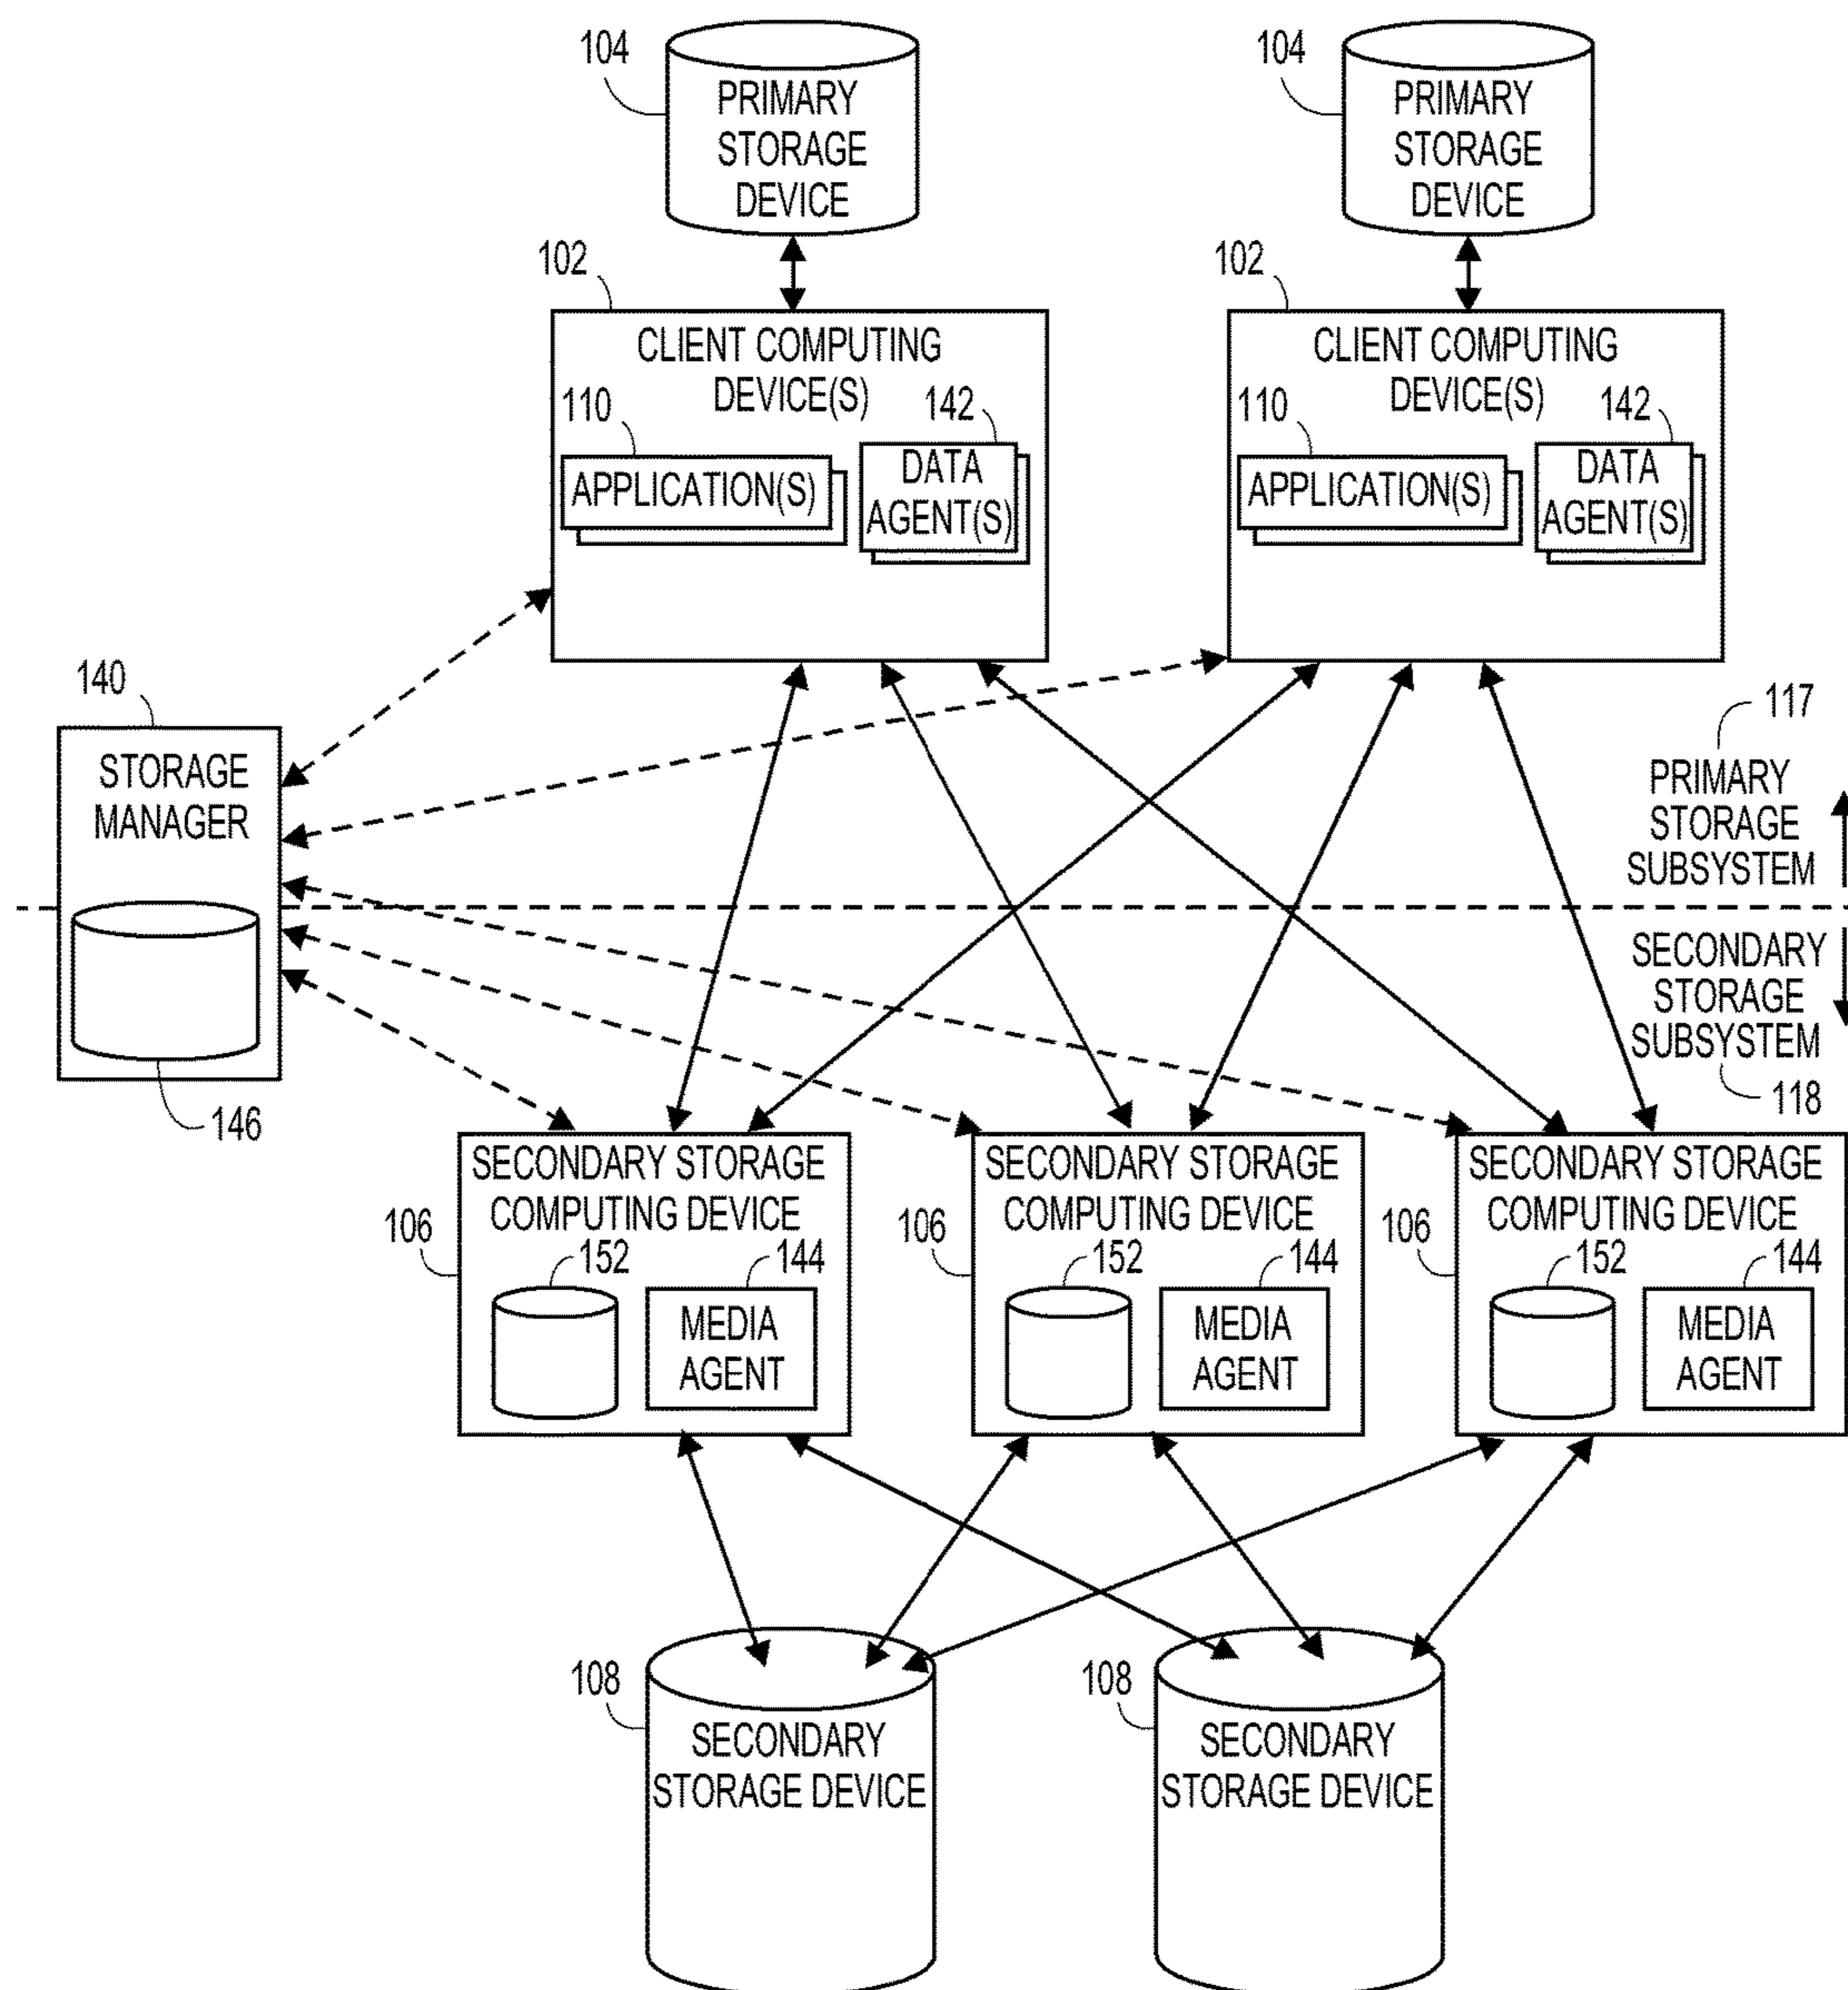 104
PRIMARY
STORAGE
DEVICE
104
PRIMARY
STORAGE
DEVICE
102
CLIENT COMPUTING
DEVICE(S)
110
142
APPLICATION(S)
DATA
AGENT(S)
102
CLIENT COMPUTING
DEVICE(S)
110
142
APPLICATION(S)
DATA
AGENT(S)
140
STORAGE
MANAGER
146
117
PRIMARY
STORAGE
SUBSYSTEM
SECONDARY
STORAGE
SUBSYSTEM
118
SECONDARY STORAGE
COMPUTING DEVICE
106
152
144
MEDIA
AGENT
SECONDARY STORAGE
COMPUTING DEVICE
106
152
144
MEDIA
AGENT
SECONDARY STORAGE
COMPUTING DEVICE
106
152
144
MEDIA
AGENT
108
SECONDARY
STORAGE DEVICE
108
SECONDARY
STORAGE DEVICE